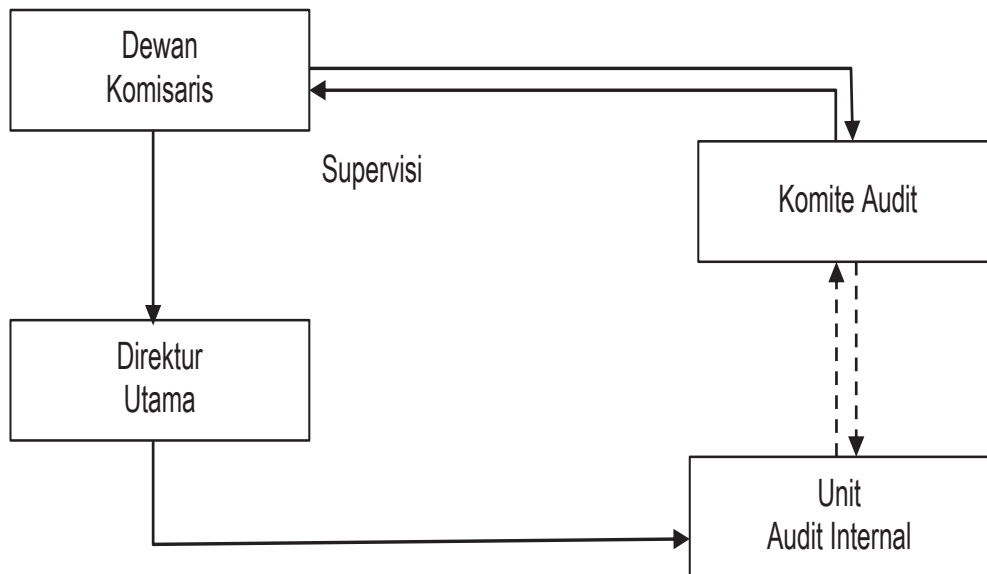 Dewan
Komisaris
Supervisi
Komite Audit
Direktur
Utama
Unit
Audit Internal